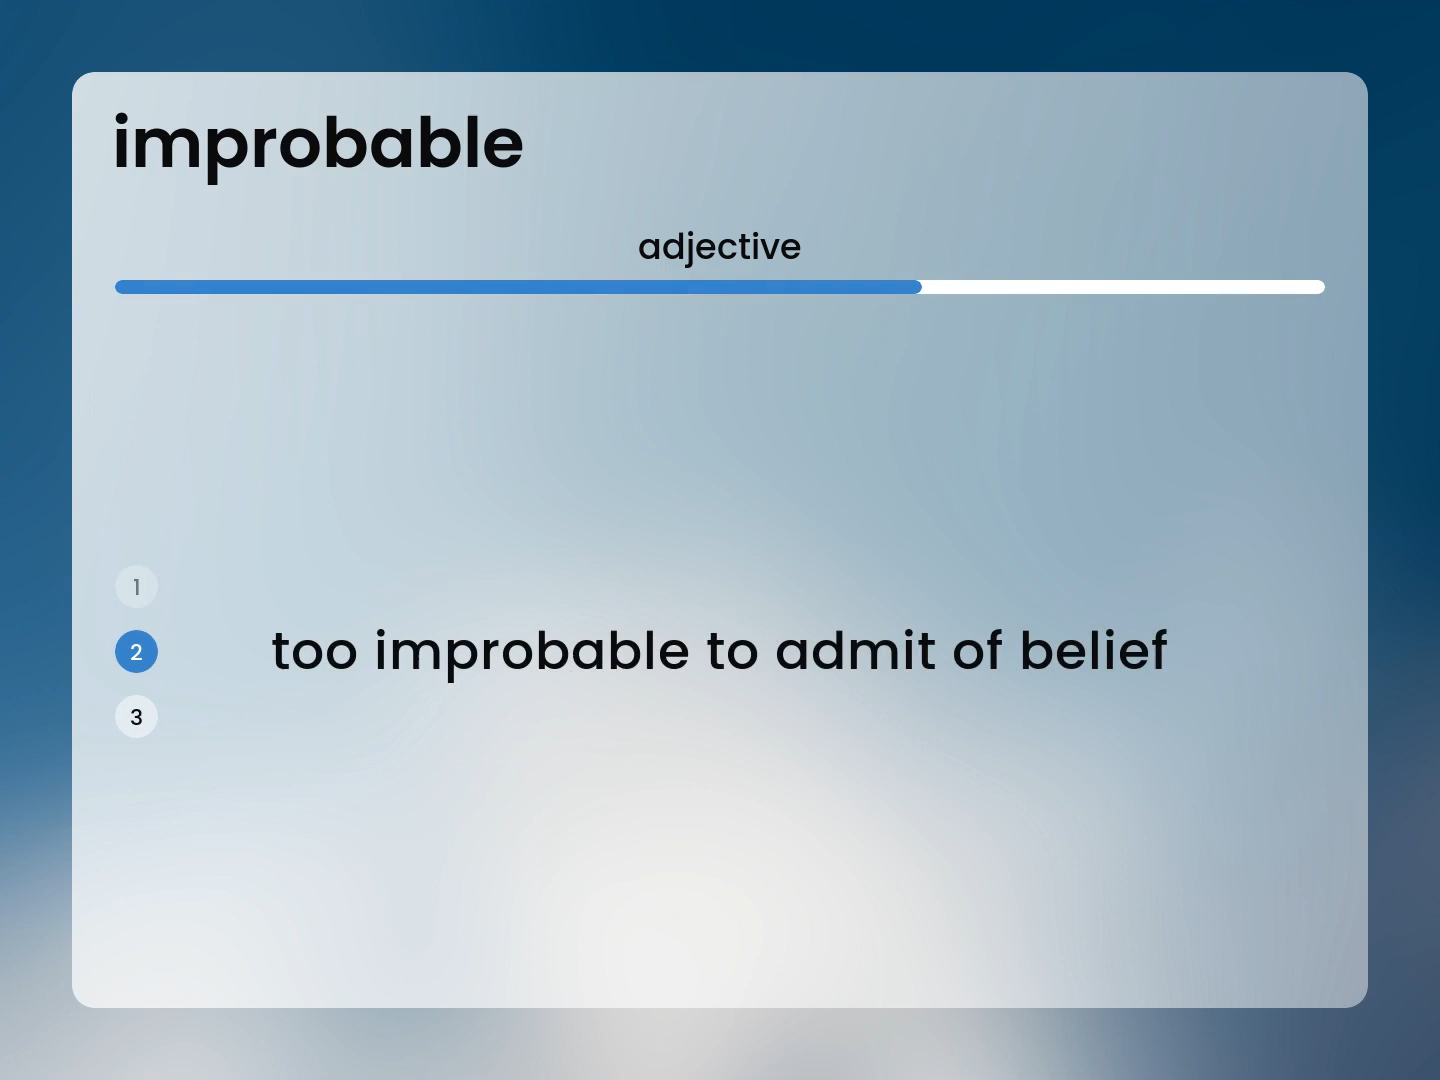 improbable
adjective
1
2
too improbable to admit of belief
3